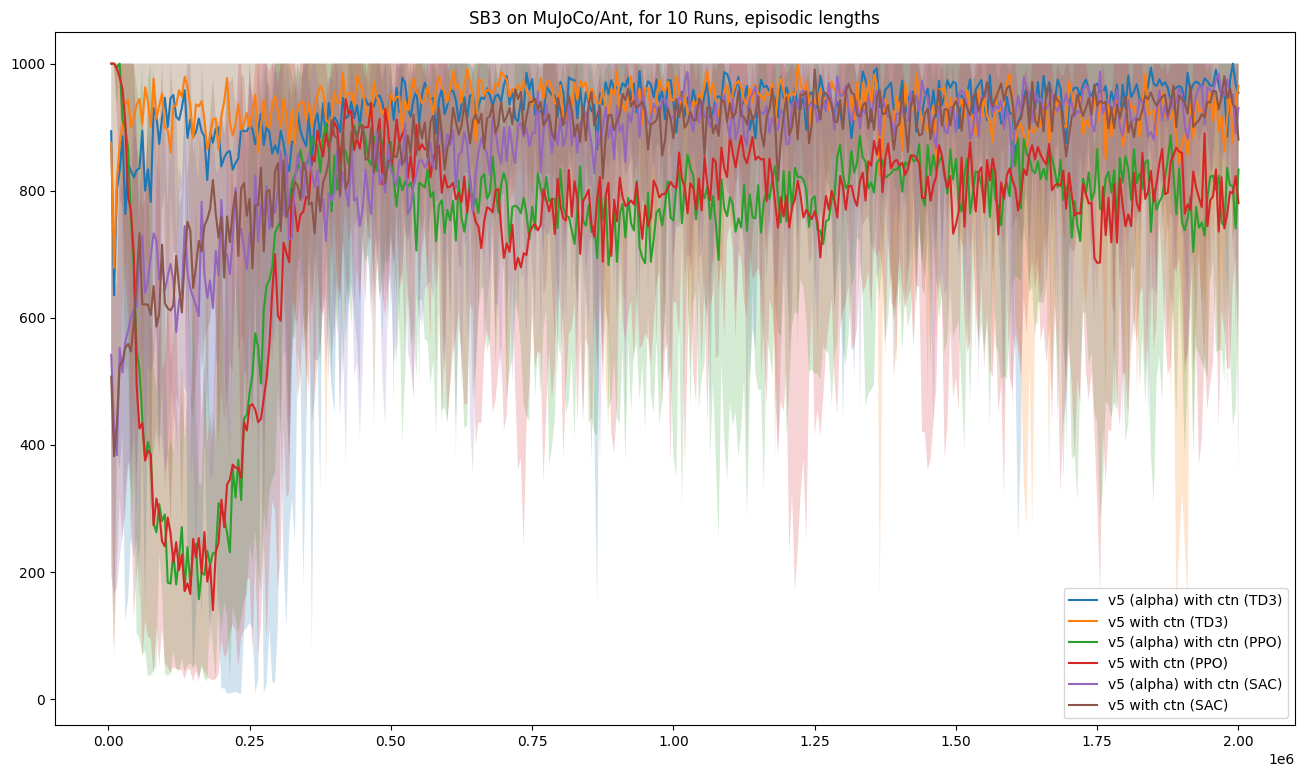 SB3 on MuJoCo/Ant, for 10 Runs, episodic lengths
1000
800
600
400
200
0
v5 (alpha) with ctn (TD3)
v5 with ctn (TD3)
v5 (alpha) with ctn (PPO)
v5 with ctn (PPO)
v5 (alpha) with ctn (SAC)
v5 with ctn (SAC)
0.00 0.25 0.50 0.75 1.00 1.25 1.50 1.75 2.00
1e6